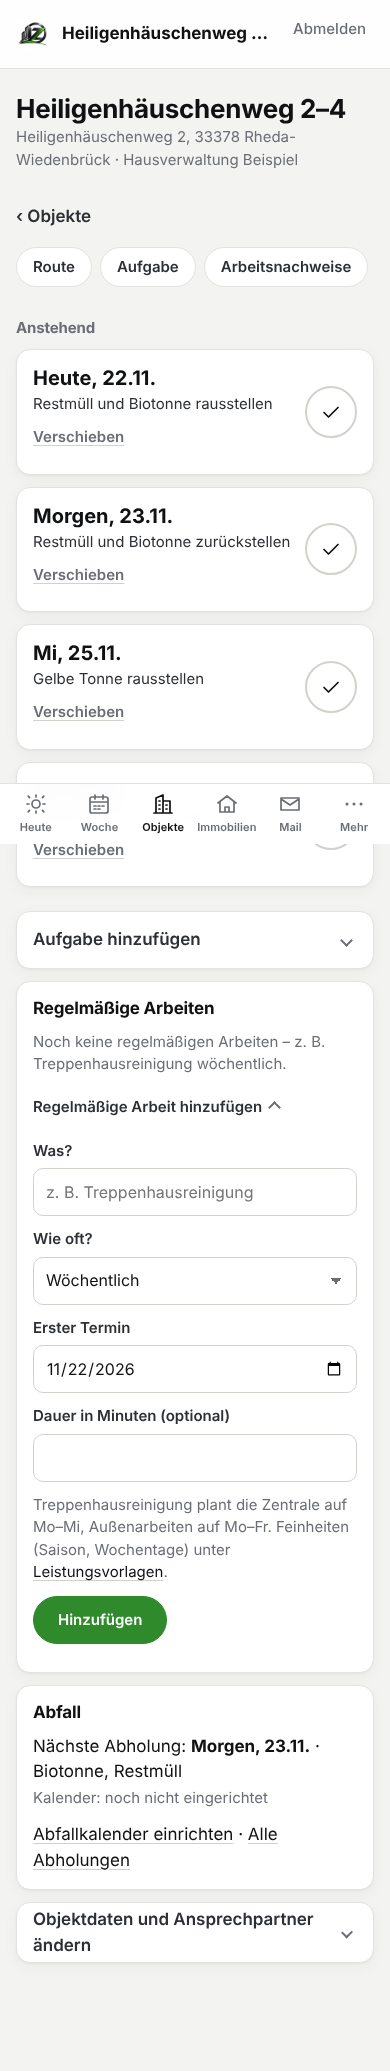 Heiligenhäuschenweg ...
Abmelden
Heiligenhäuschenweg 2–4
Heiligenhäuschenweg 2, 33378 Rheda-
Wiedenbrück · Hausverwaltung Beispiel
‹ Objekte
Route
Aufgabe
Arbeitsnachweise
Anstehend
Heute, 22.11.
Restmüll und Biotonne rausstellen
Verschieben
Morgen, 23.11.
Restmüll und Biotonne zurückstellen
Verschieben
Mi, 25.11.
Gelbe Tonne rausstellen
Verschieben
Heute
Woche
Objekte
Immobilien
Mail
Mehr
Verschieben
Aufgabe hinzufügen
Regelmäßige Arbeiten
Noch keine regelmäßigen Arbeiten – z. B.
Treppenhausreinigung wöchentlich.
Regelmäßige Arbeit hinzufügen
Was?
z. B. Treppenhausreinigung
Wie oft?
Wöchentlich
Erster Termin
11/22/2026
Dauer in Minuten (optional)
Treppenhausreinigung plant die Zentrale auf
Mo–Mi, Außenarbeiten auf Mo–Fr. Feinheiten
(Saison, Wochentage) unter
Leistungsvorlagen.
Hinzufügen
Abfall
Nächste Abholung: Morgen, 23.11. ·
Biotonne, Restmüll
Kalender: noch nicht eingerichtet
Abfallkalender einrichten · Alle
Abholungen
Objektdaten und Ansprechpartner
ändern